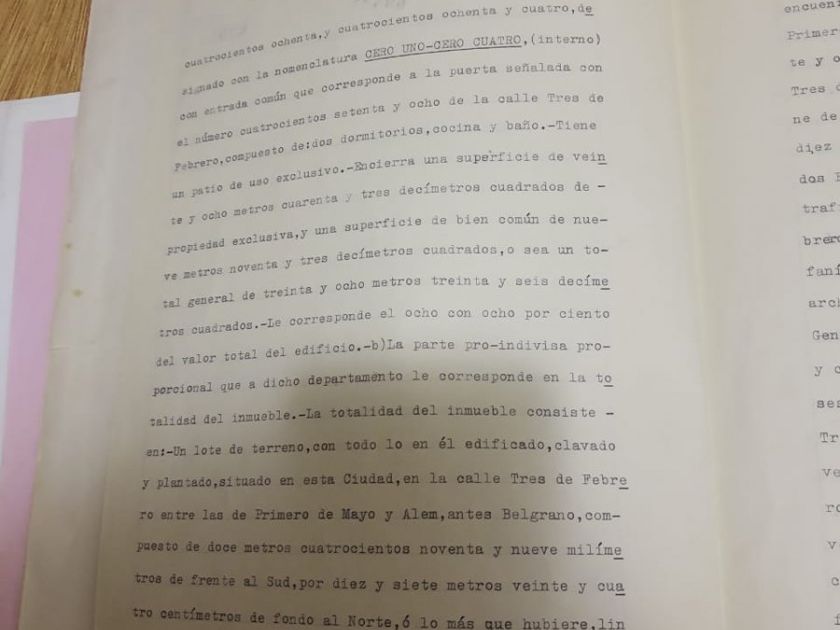 cuatrocientos ochenta,y cuatrocientos ochenta y cuatro,de
signado con la nomenclatura CERO UNO-CERO CUATRO,(interno)
con entrada común que corresponde a la puerta señalada con
el número cuatrocientos setenta y ocho de la calle Tres de
Febrero,compuesto de:dos dormitorios,cocina y baño.-Tiene
un patio de uso exclusivo.-Encierra una superficie de vein
te y ocho metros cuarenta y tres decímetros cuadrados de -
propiedad exclusiva,y una superficie de bien común de nue-
ve metros noventa y tres decímetros cuadrados,o sea un to-
tal general de treinta y ocho metros treinta y seis decíme
tros cuadrados.-Le corresponde el ocho con ocho por ciento
del valor total del edificio.-b)La parte pro-indivisa pro-
porcional que a dicho departamento le corresponde en la to
talidad del inmueble.-La totalidad del inmueble consiste -
en:-Un lote de terreno,con todo lo en él edificado,clavado
y plantado,situado en esta Ciudad,en la calle Tres de Febre
ro entre las de Primero de Mayo y Alem,antes Belgrano,com-
puesto de doce metros cuatrocientos noventa y nueve milíme
tros de frente al Sud,por diez y siete metros veinte y cua
tro centímetros de fondo al Norte,ó lo más que hubiere,lin
encuen
Primer
te y o
Tres d
ne de
diez
dos
traf
brero
faní
arch
Gen
y
ses
Tr
ve
ro
v